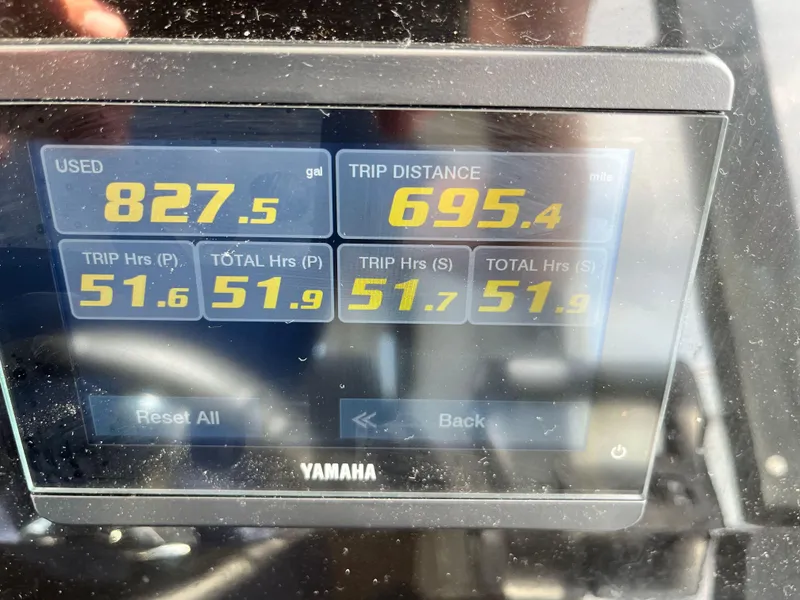 USED gal TRIP DISTANCE mile
827.5 695.4
TRIP Hrs (P) TOTAL Hrs (P) TRIP Hrs (S) TOTAL Hrs (S)
51.6 51.9 51.7 51.9
Reset All Back
YAMAHA